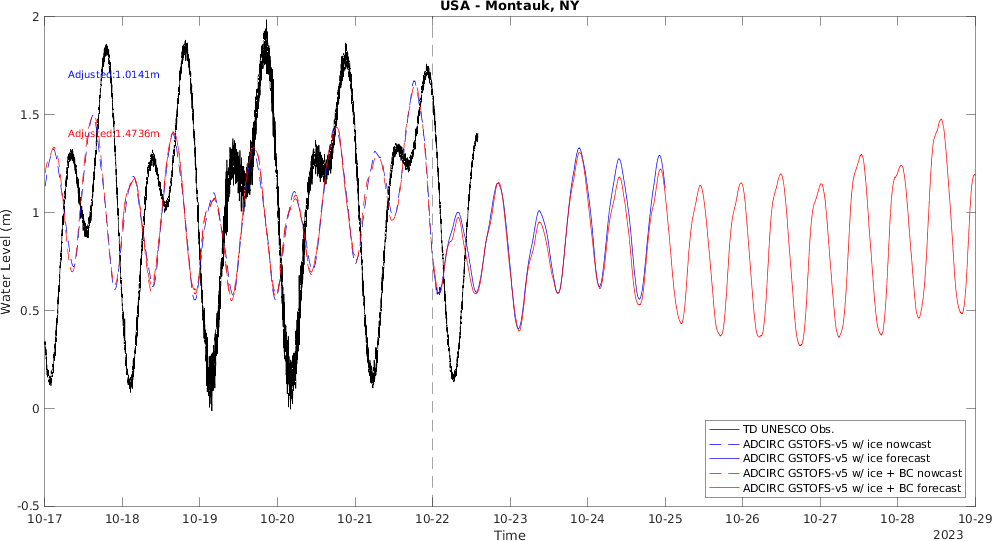 USA - Montauk, NY
2
1.5
1
0.5
0
-0.5
Water Level (m)
Adjusted:1.0141m
Adjusted:1.4736m
TD UNESCO Obs.
ADCIRC GSTOFS-v5 w/ ice nowcast
ADCIRC GSTOFS-v5 w/ ice forecast
ADCIRC GSTOFS-v5 w/ ice + BC nowcast
ADCIRC GSTOFS-v5 w/ ice + BC forecast
10-17 10-18 10-19 10-20 10-21 10-22 10-23 10-24 10-25 10-26 10-27 10-28 10-29
Time
2023